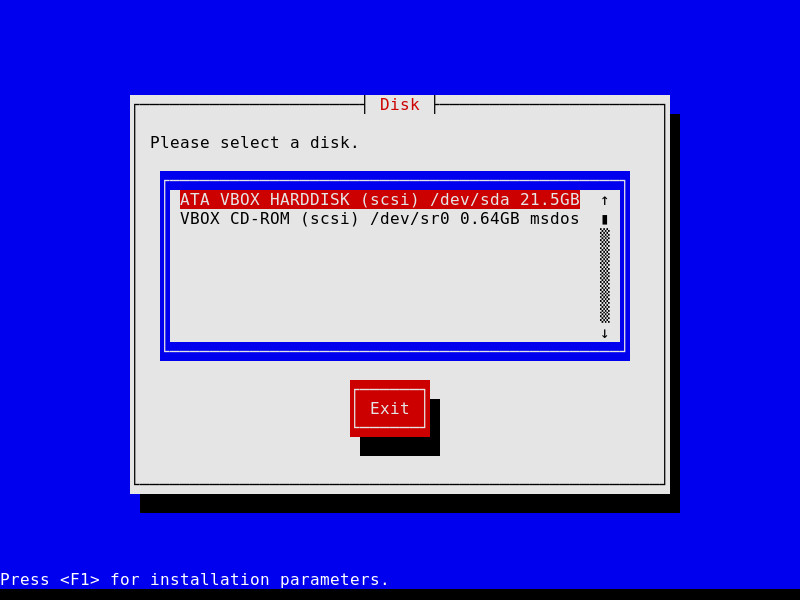 Disk
Please select a disk.
ATA VBOX HARDDISK (scsi) /dev/sda 21.5GB
VBOX CD-ROM (scsi) /dev/sr0 0.64GB msdos
Exit
Press <F1> for installation parameters.